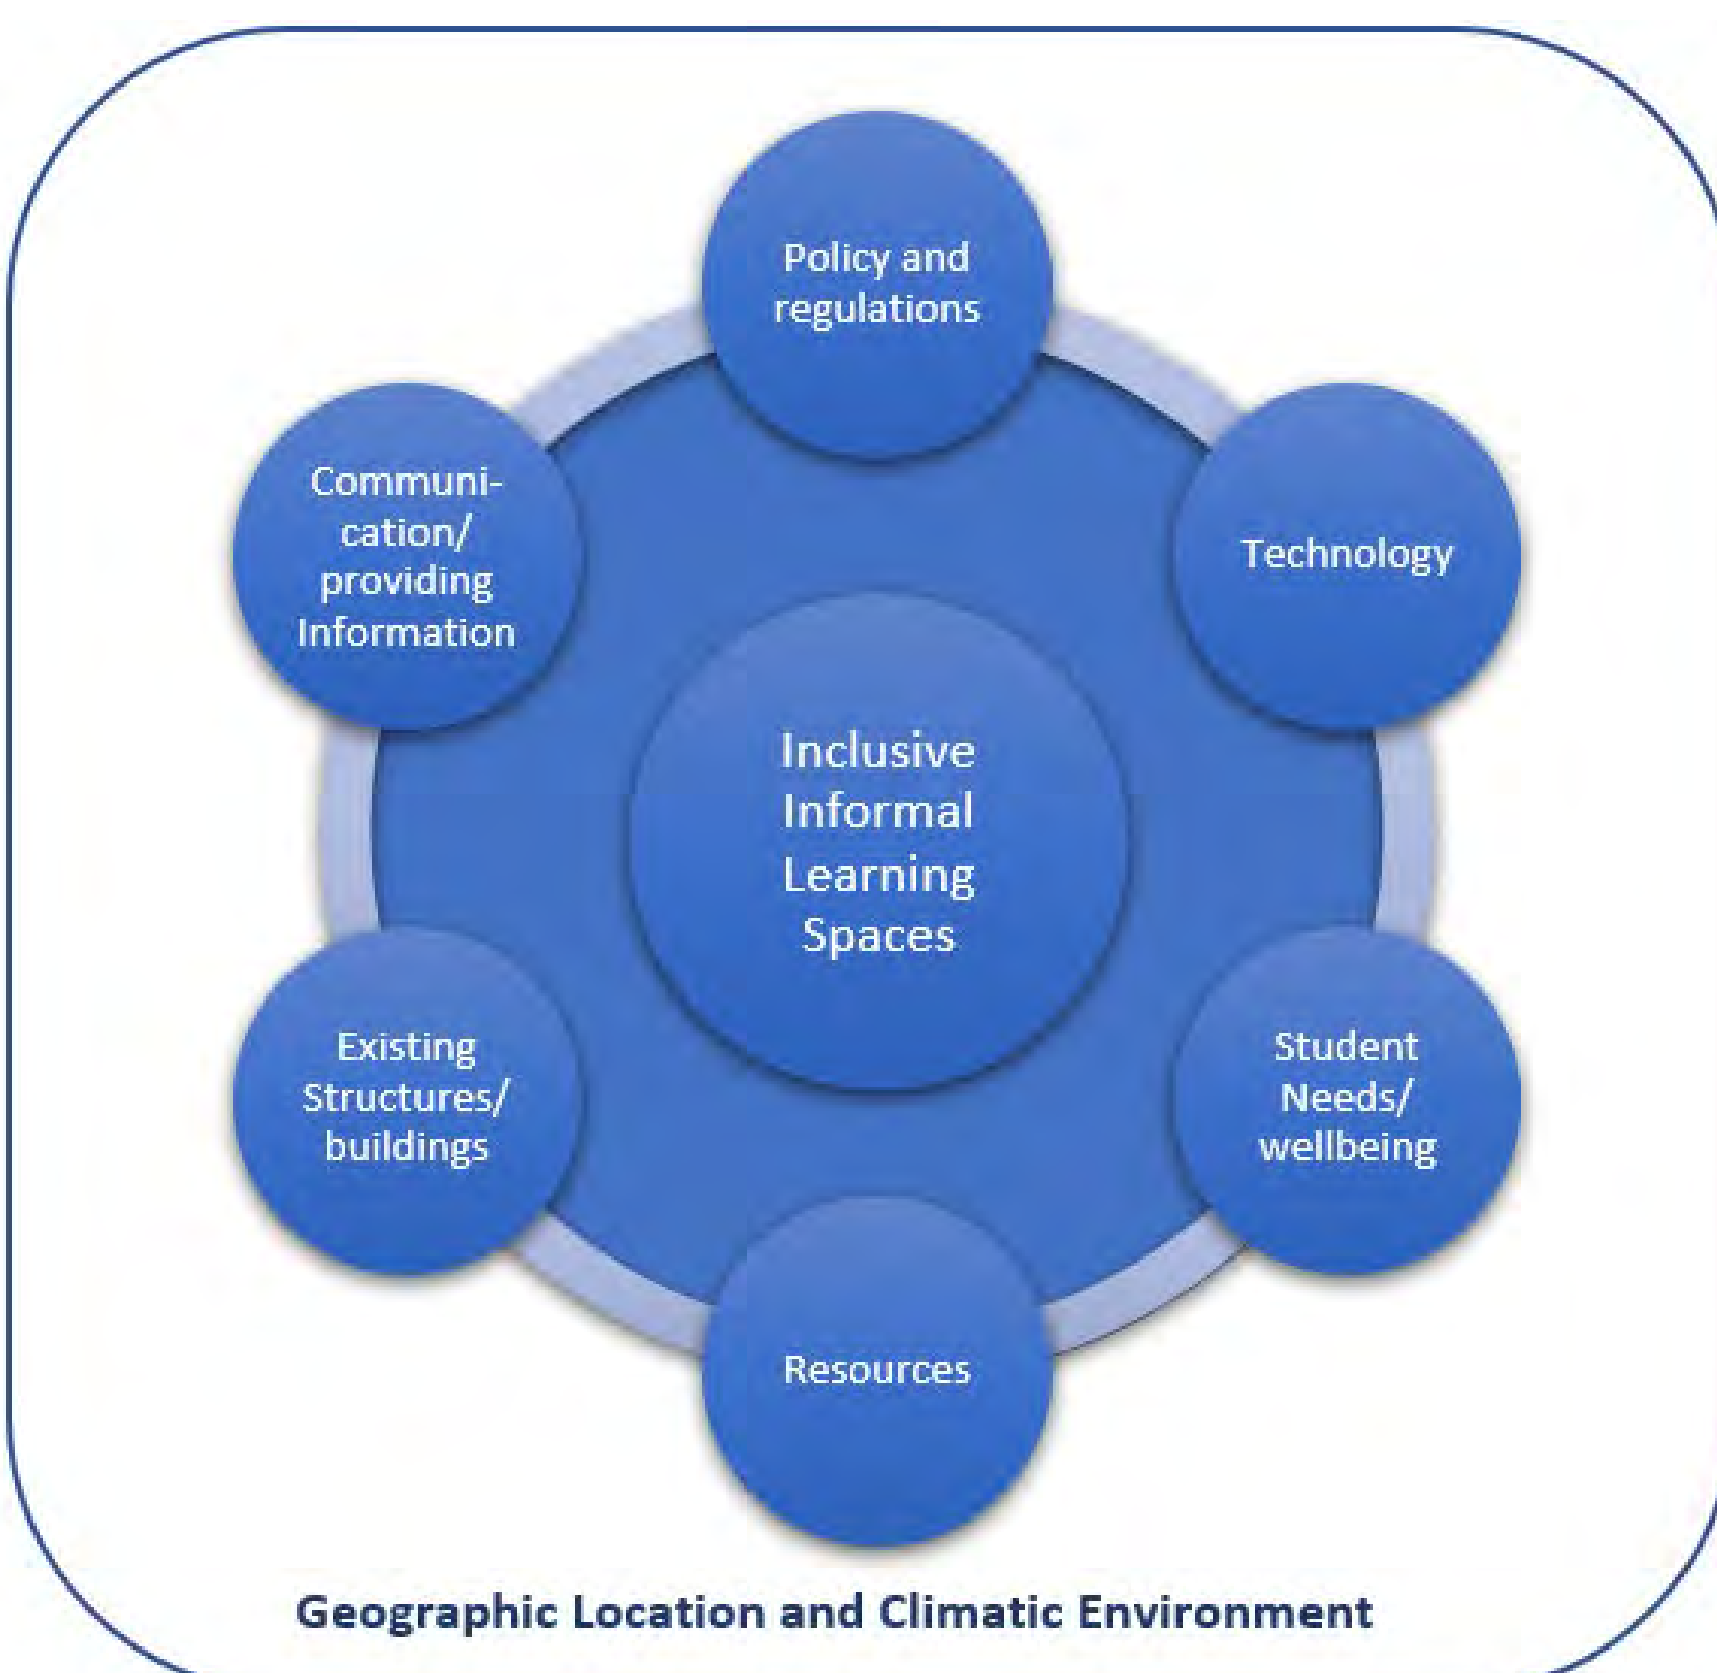 Policy and
regulations
Technology
Student
Needs/
wellbeing
Resources
Existing
Structures/
buildings
Communi-
cation/
providing
Information
Inclusive
Informal
Learning
Spaces
Geographic Location and Climatic Environment